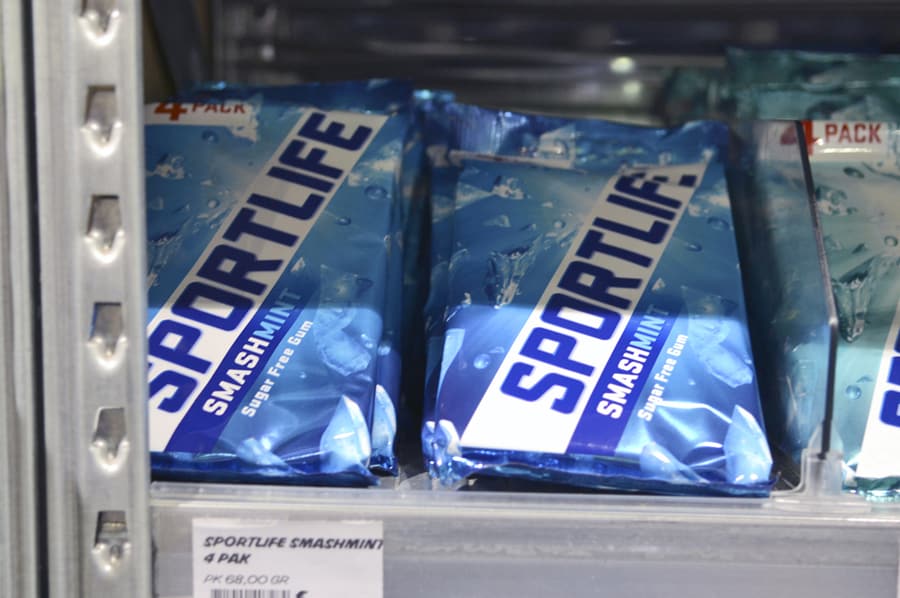 4 PACK
SPORTLIFE
SMASHMINT
Sugar Free Gum
SPORTLIFE
SMASHMINT
Sugar Free Gum
4 PACK
SPORTLIFE SMASHMINT
4 PAK
PK 68,00 GR